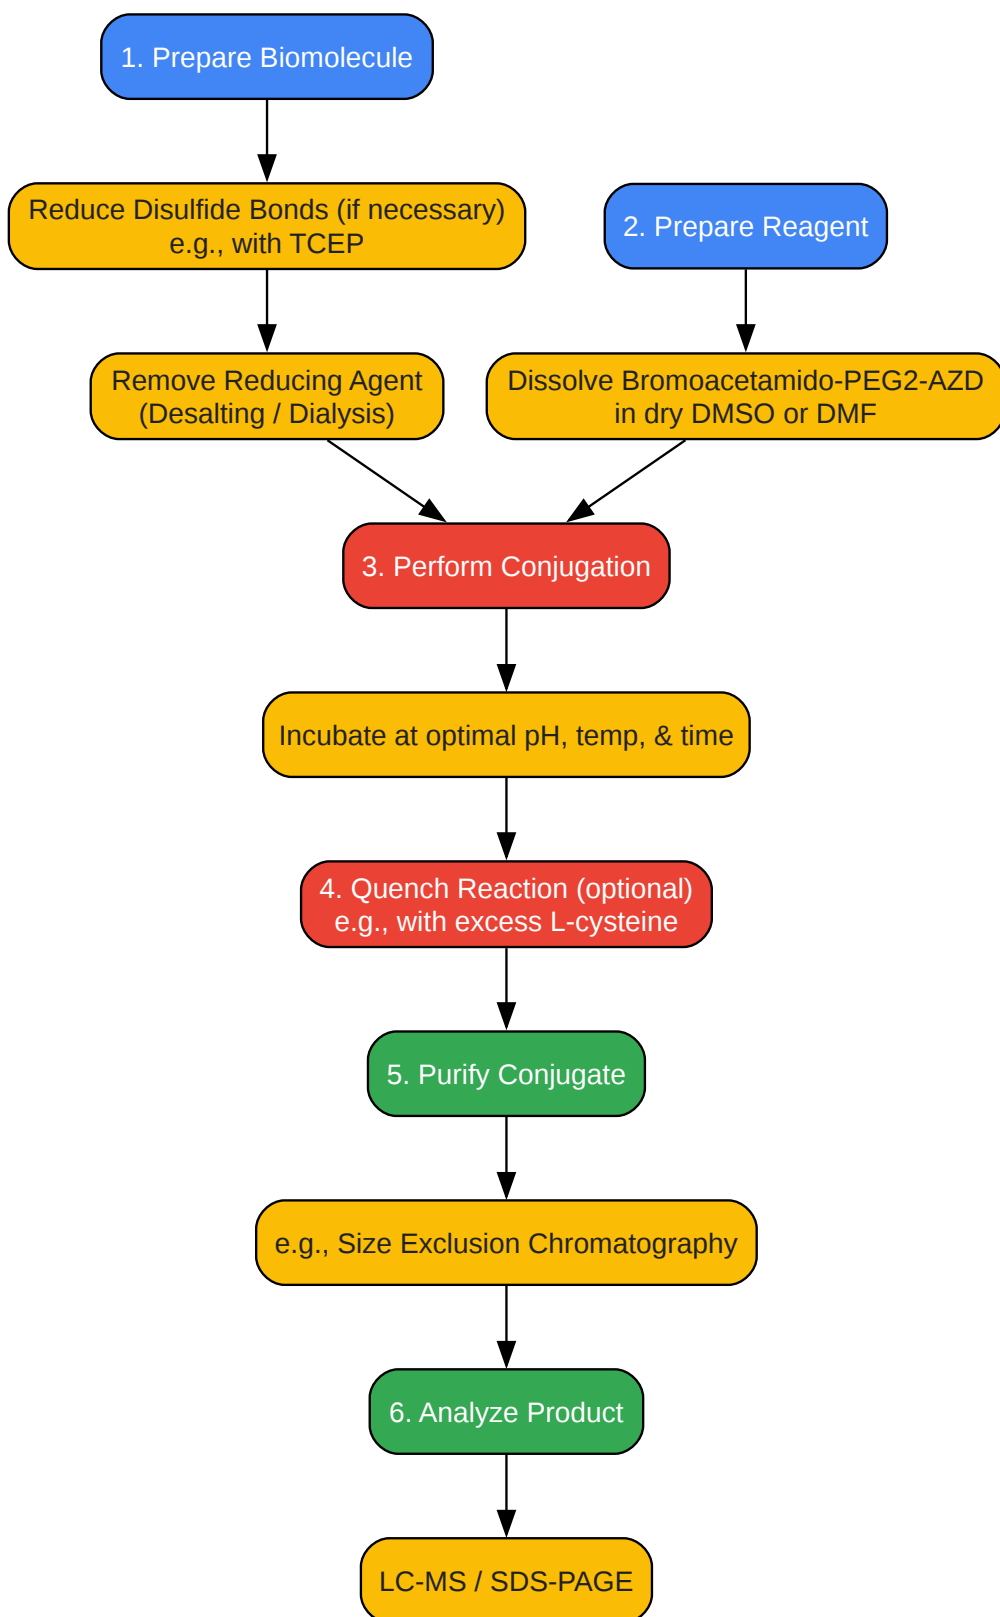 1. Prepare Biomolecule
Reduce Disulfide Bonds (if necessary)
e.g., with TCEP
2. Prepare Reagent
Remove Reducing Agent
(Desalting / Dialysis)
Dissolve Bromoacetamido-PEG2-AZD
in dry DMSO or DMF
3. Perform Conjugation
Incubate at optimal pH, temp, & time
4. Quench Reaction (optional)
e.g., with excess L-cysteine
5. Purify Conjugate
e.g., Size Exclusion Chromatography
6. Analyze Product
LC-MS / SDS-PAGE